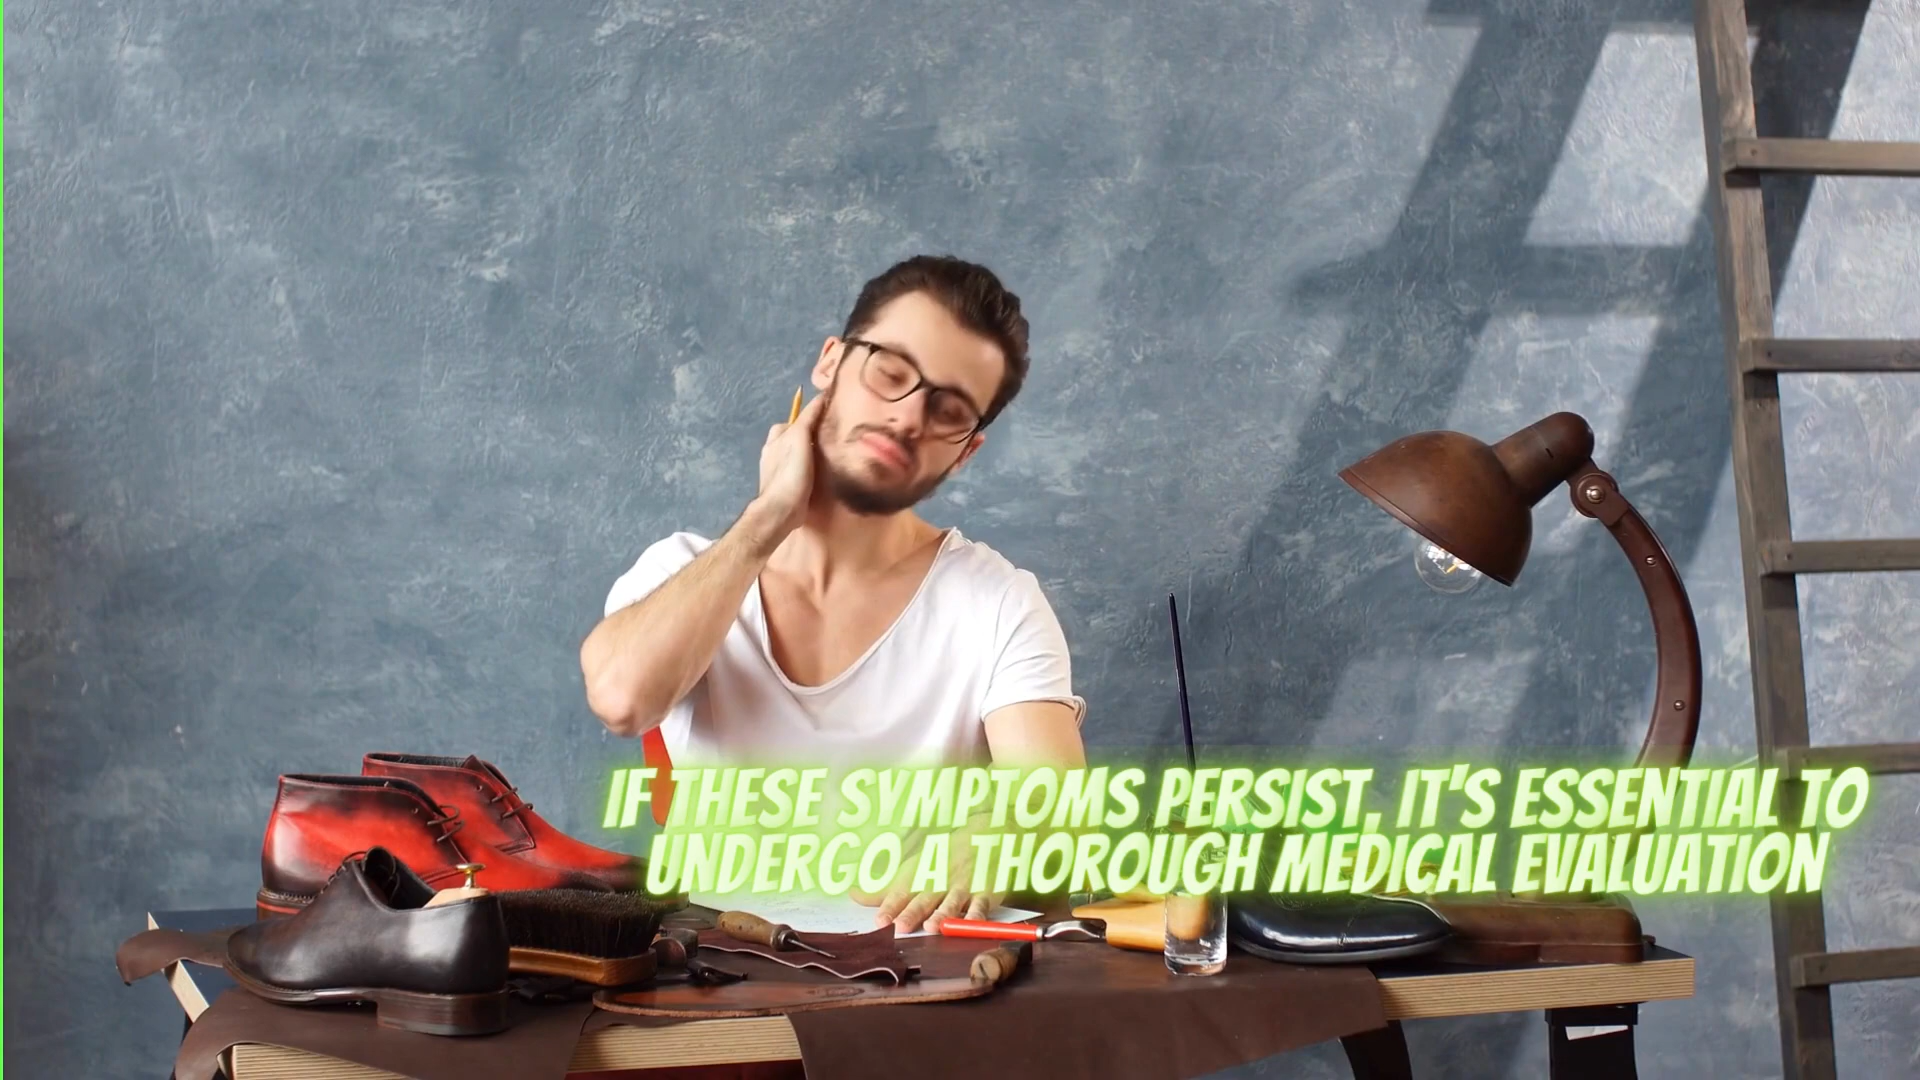 IF THESE SYMPTOMS PERSIST, IT'S ESSENTIAL TO
UNDERGO A THOROUGH MEDICAL EVALUATION